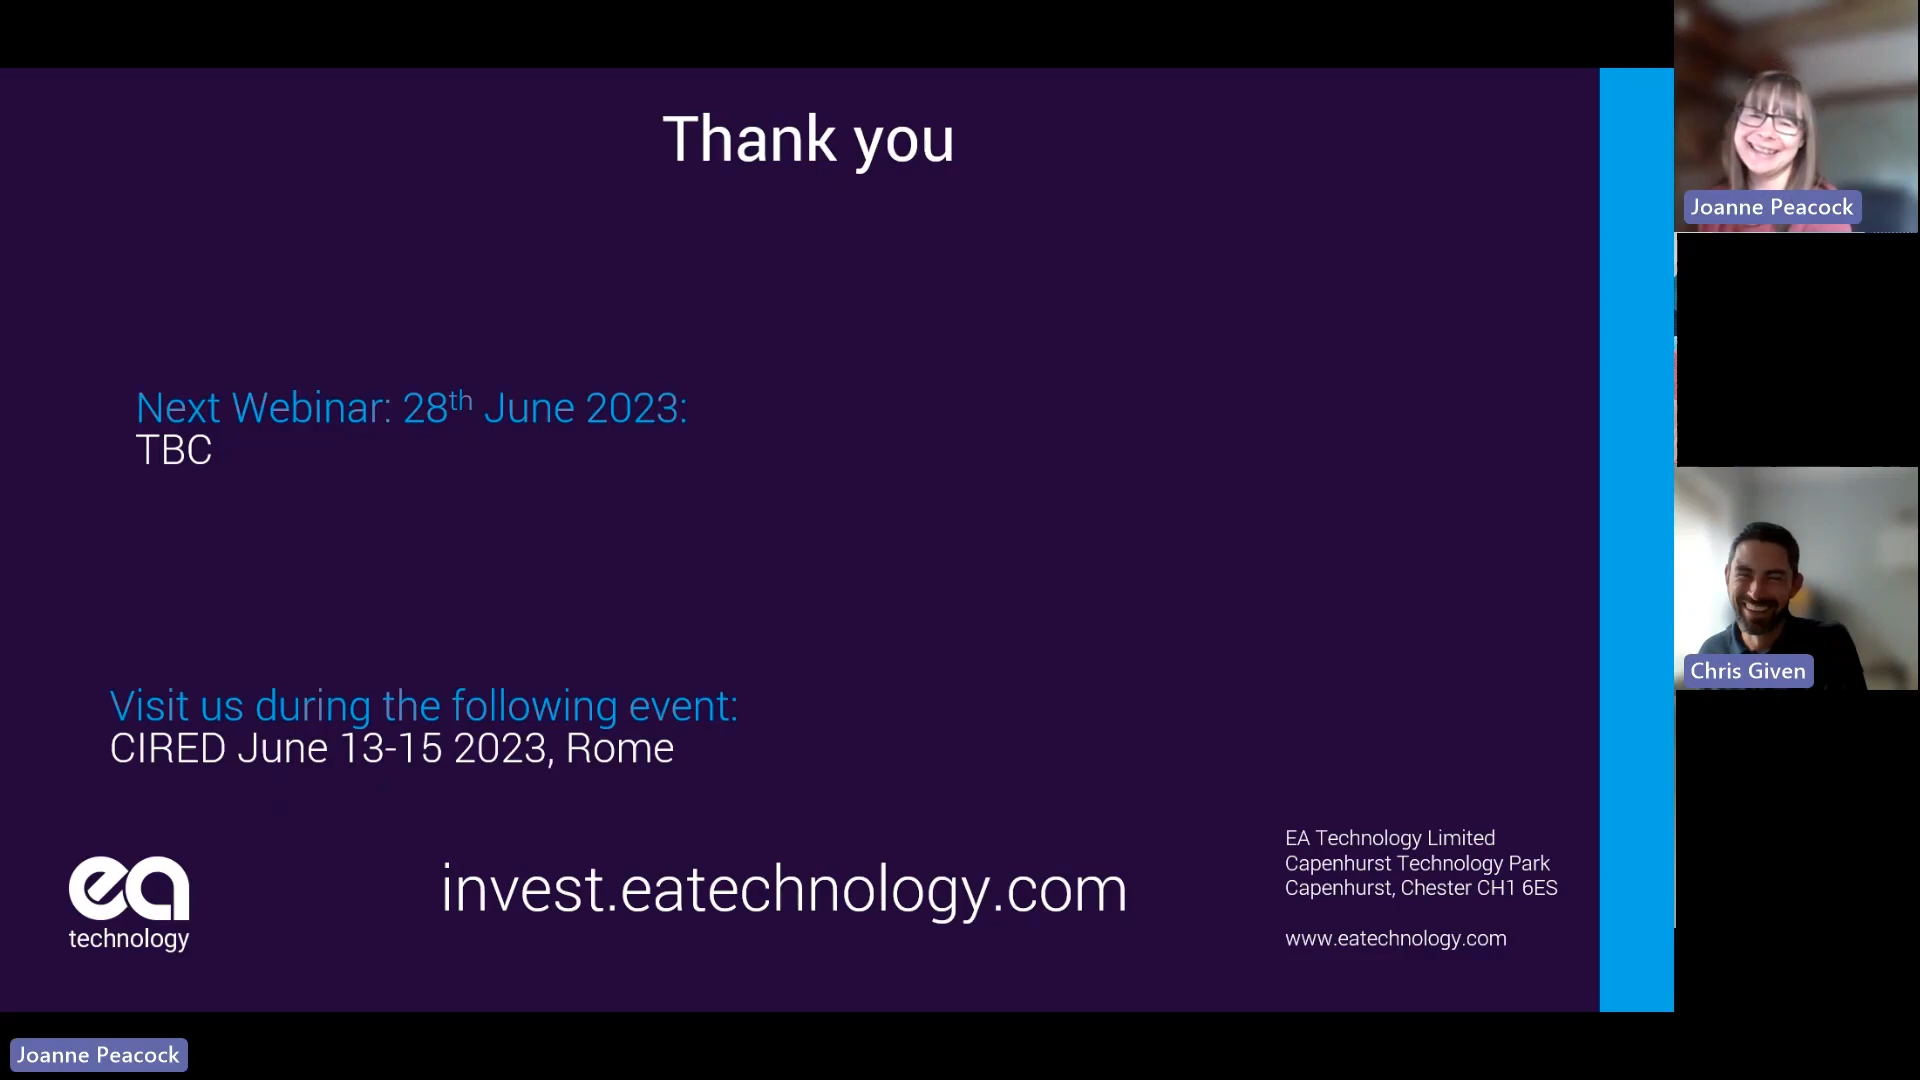 Thank you
Joanne Peacock
Next Webinar: 28th June 2023:
TBC
Chris Given
Visit us during the following event:
CIRED June 13-15 2023, Rome
ea
technology
invest.eatechnology.com
EA Technology Limited
Capenhurst Technology Park
Capenhurst, Chester CH1 6ES
www.eatechnology.com
Joanne Peacock